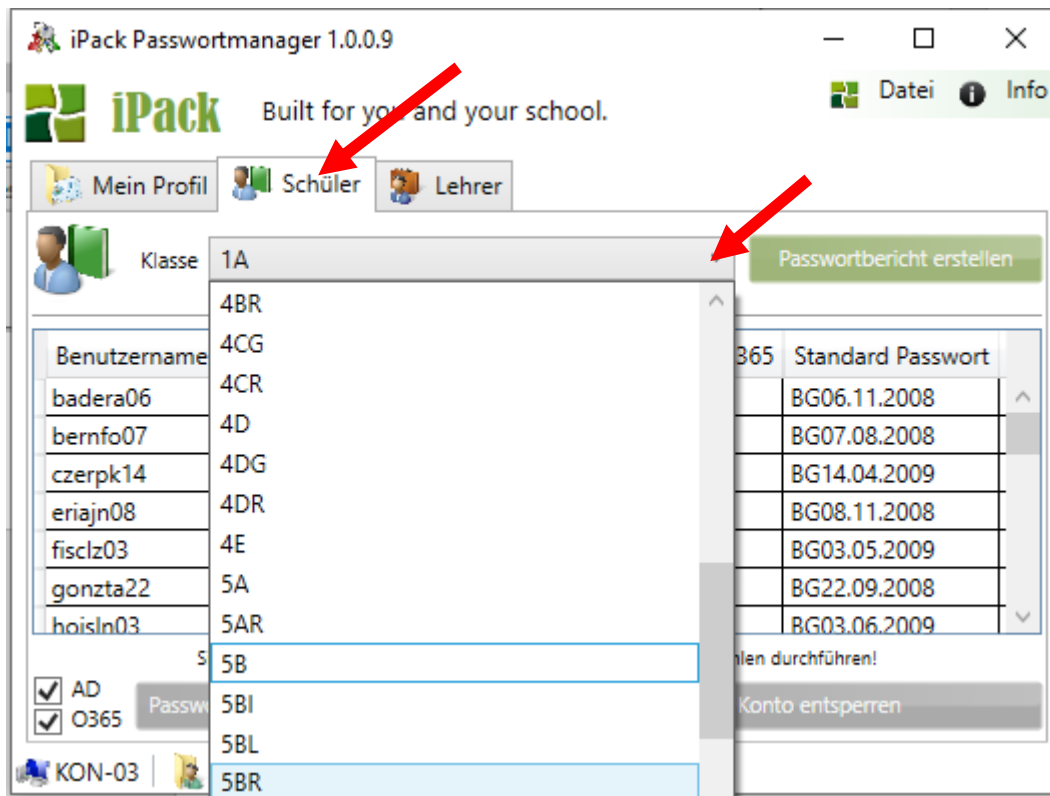 iPack Passwortmanager 1.0.0.9
iPack Built for you and your school. Datei Info
Mein Profil Schüler Lehrer
Klasse 1A Passwortbericht erstellen
4BR
4CG
4CR
4D
4DG
4DR
4E
5A
5AR
5B
5BI
5BL
5BR
Benutzername 365 Standard Passwort
badera06 BG06.11.2008
bernfo07 BG07.08.2008
czerpk14 BG14.04.2009
eriajn08 BG08.11.2008
fisclz03 BG03.05.2009
gonzta22 BG22.09.2008
hoisln03 BG03.06.2009
durchführen!
AD
O365
Konto entsperren
KON-03